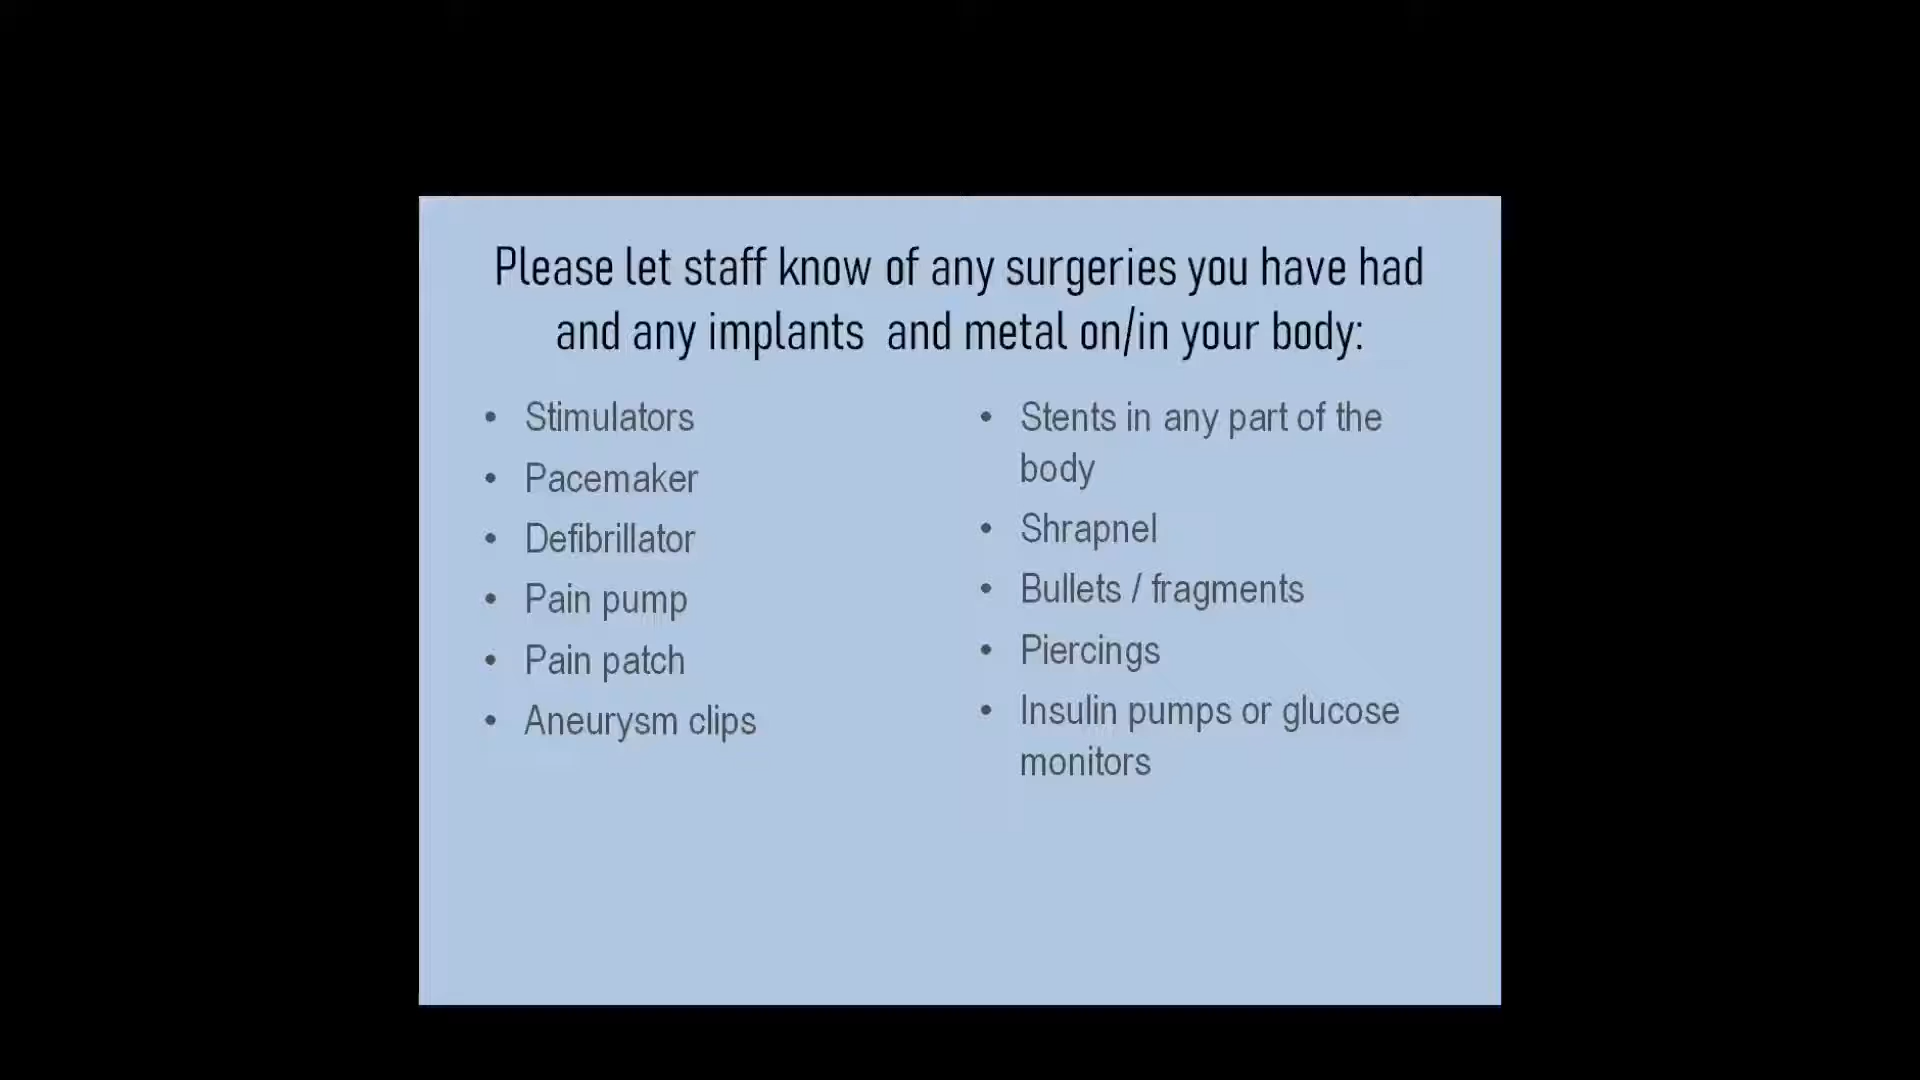 Please let staff know of any surgeries you have had
and any implants  and metal on/in your body:
• Stimulators
• Pacemaker
• Defibrillator
• Pain pump
• Pain patch
• Aneurysm clips
• Stents in any part of the
body
• Shrapnel
• Bullets / fragments
• Piercings
• Insulin pumps or glucose
monitors